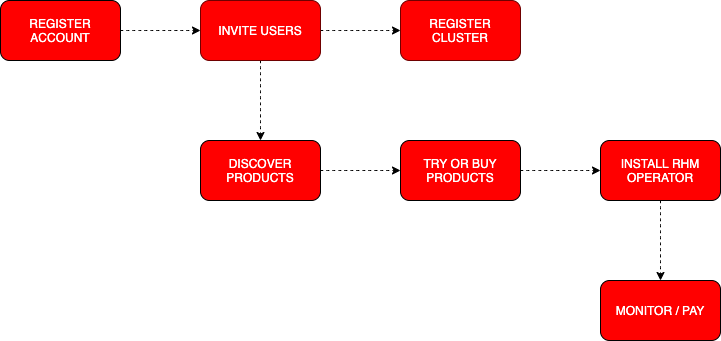 REGISTER
ACCOUNT
INVITE USERS
REGISTER
CLUSTER
DISCOVER
PRODUCTS
TRY OR BUY
PRODUCTS
INSTALL RHM
OPERATOR
MONITOR / PAY